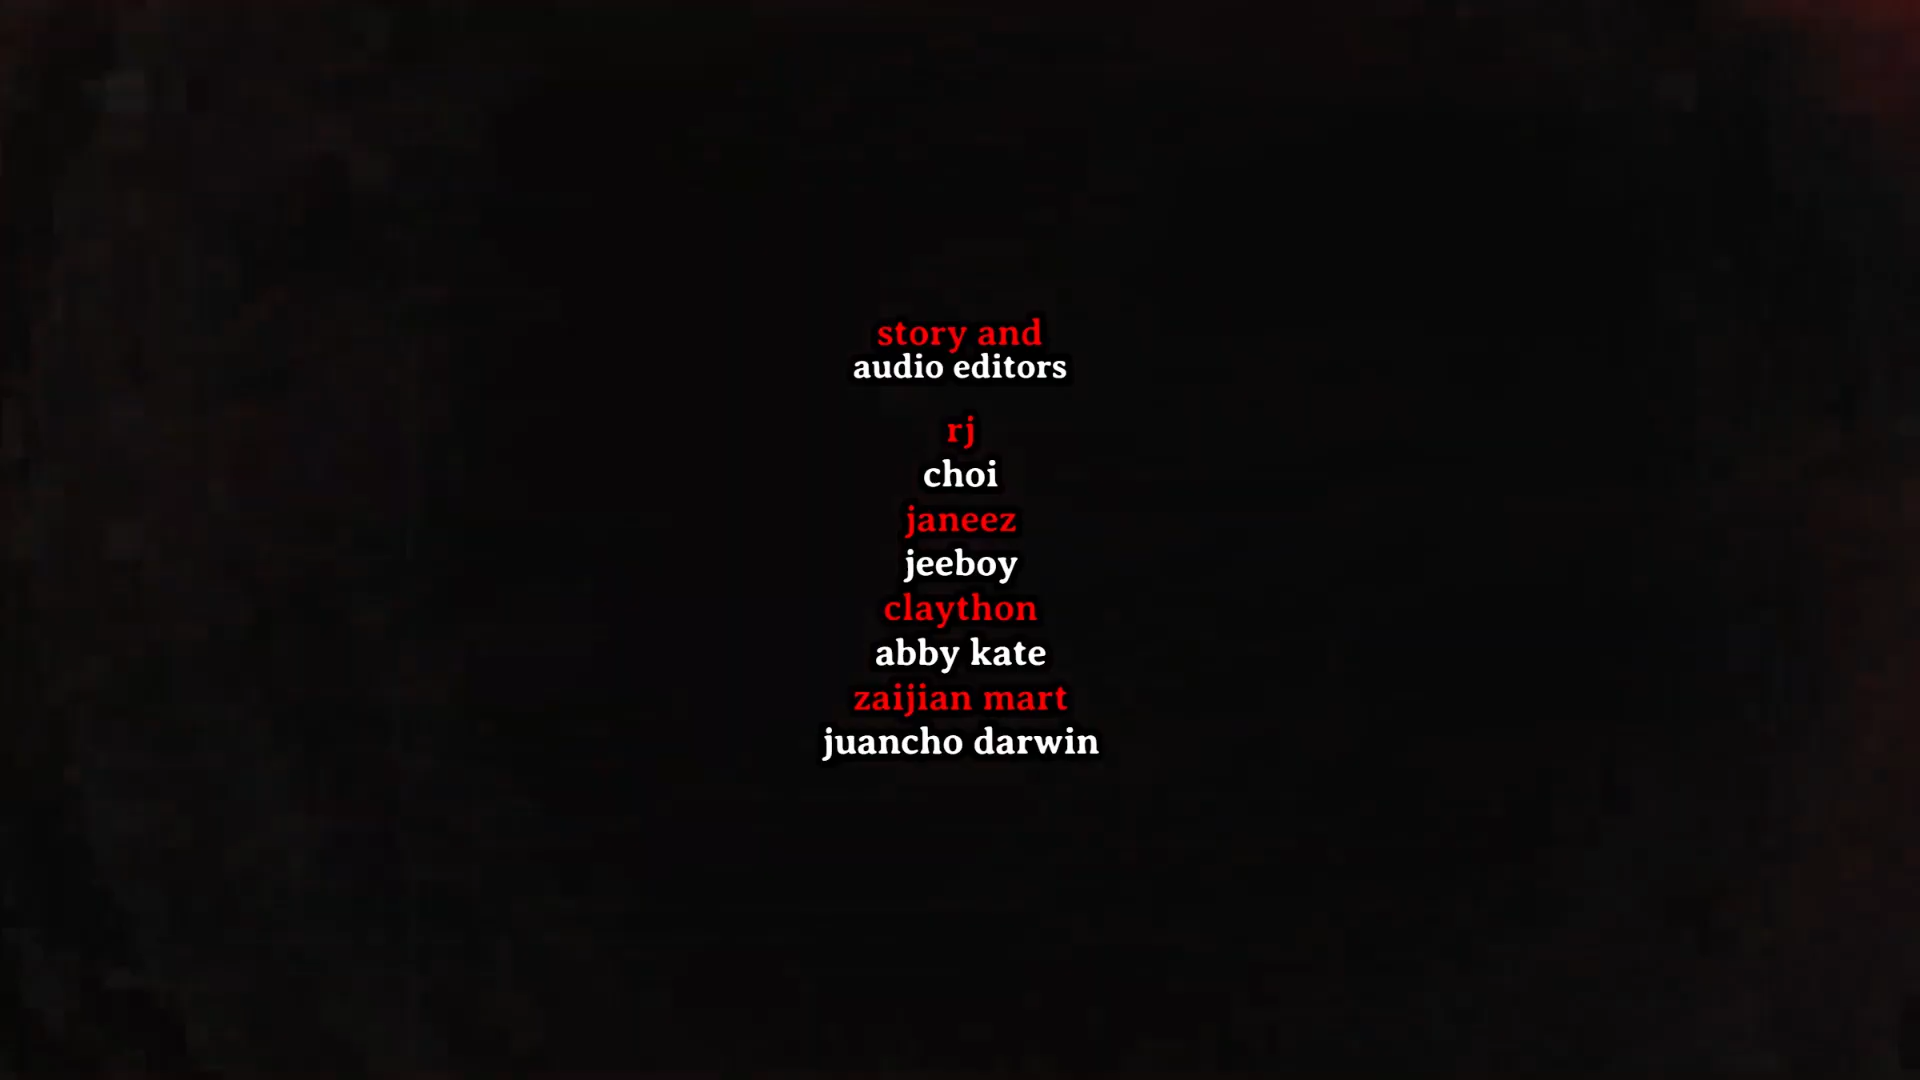 story and
audio editors
rj
choi
janeez
jeeboy
claython
abby kate
zaijian mart
juancho darwin